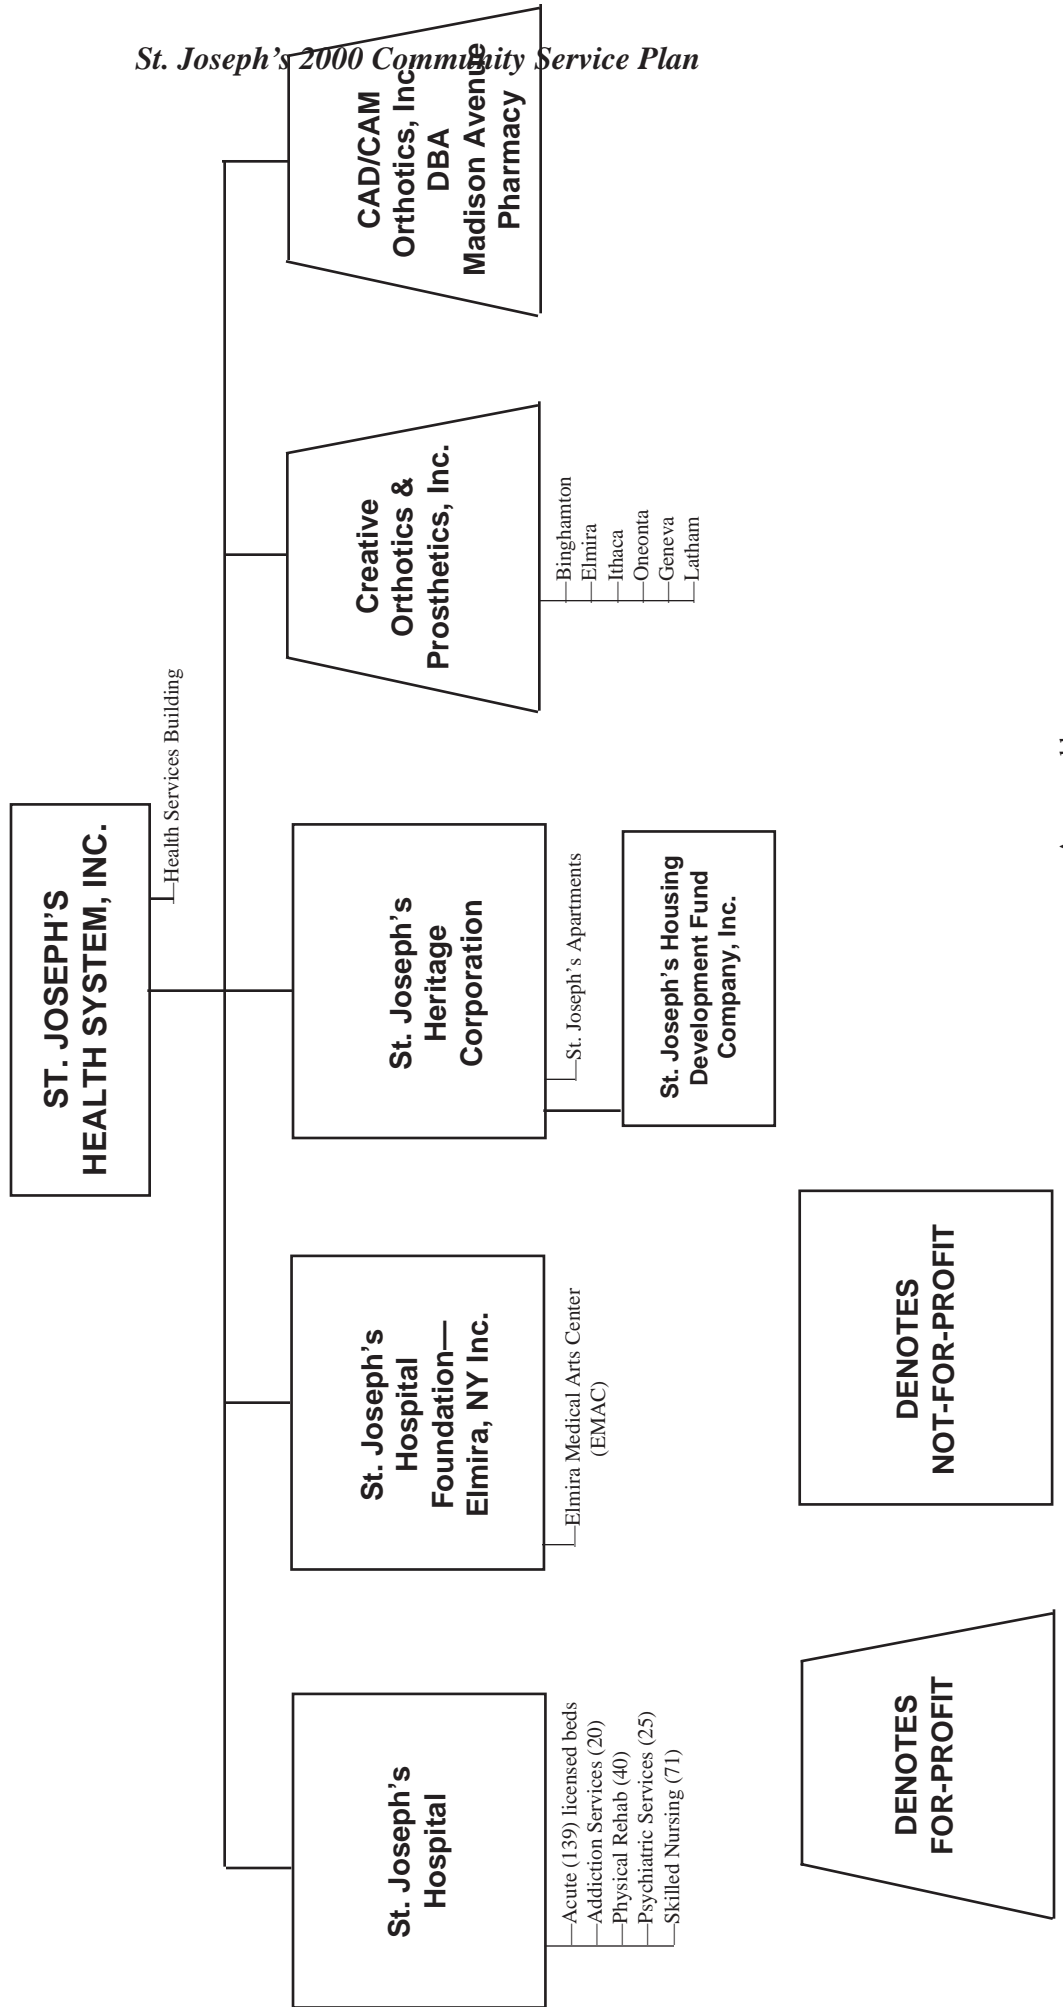 St. Joseph's 2000 Community Service Plan
ST. JOSEPH'S
HEALTH SYSTEM, INC.
Health Services Building
St. Joseph's
Hospital
Acute (139) licensed beds
Addiction Services (20)
Physical Rehab (40)
Psychiatric Services (25)
Skilled Nursing (71)
St. Joseph's
Hospital
Foundation—
Elmira, NY Inc.
Elmira Medical Arts Center
(EMAC)
St. Joseph's
Heritage
Corporation
St. Joseph's Apartments
St. Joseph's Housing
Development Fund
Company, Inc.
Creative
Orthotics &
Prosthetics, Inc.
Binghamton
Elmira
Ithaca
Oneonta
Geneva
Latham
CAD/CAM
Orthotics, Inc
DBA
Madison Avenue
Pharmacy
DENOTES
FOR-PROFIT
DENOTES
NOT-FOR-PROFIT